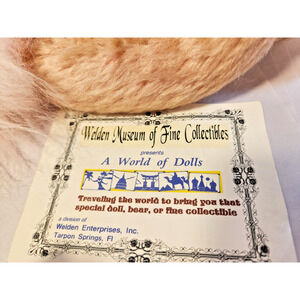 Welden Museum of Fine Collectibles
presents
A World of Dolls
Traveling the world to bring you that
special doll, bear, or fine collectible
a division of
Welden Enterprises, Inc.
Tarpon Springs, Fl